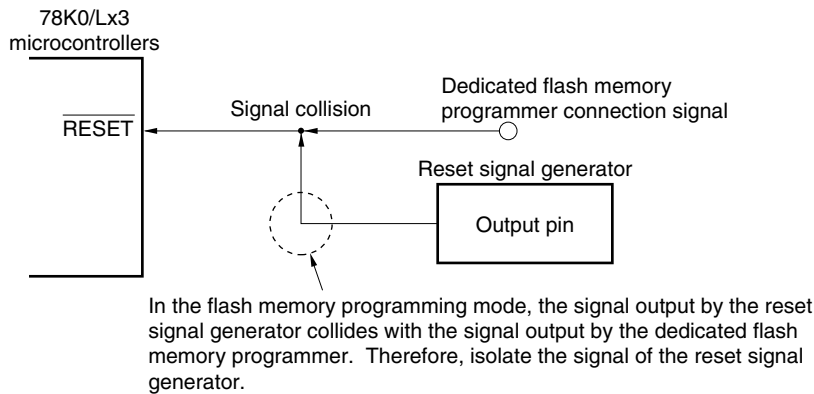 78K0/Lx3
microcontrollers
RESET
Signal collision
Dedicated flash memory
programmer connection signal
Reset signal generator
Output pin
In the flash memory programming mode, the signal output by the reset
signal generator collides with the signal output by the dedicated flash
memory programmer.  Therefore, isolate the signal of the reset signal
generator.